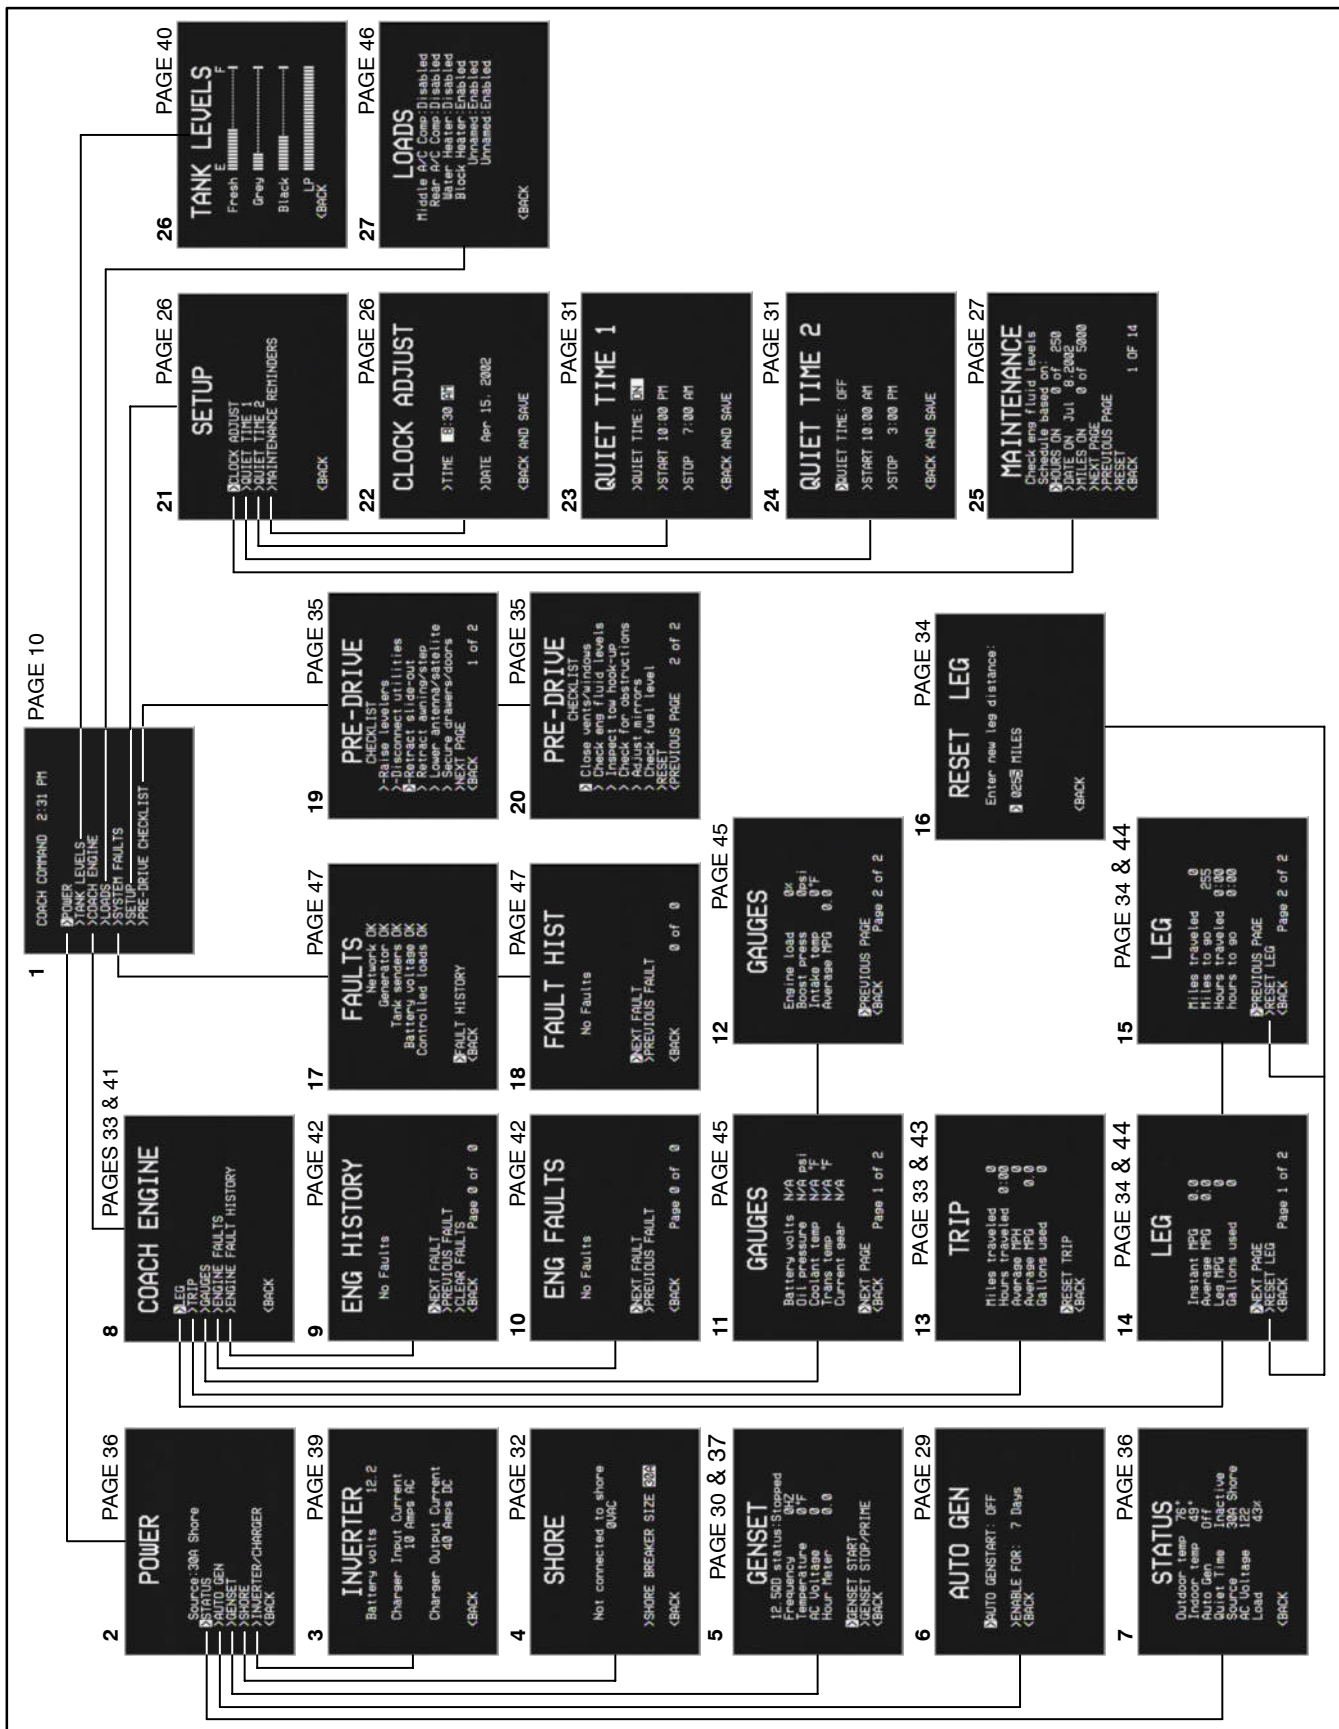 1
PAGE 10
COACH COMMAND 2:31 PM
>POWER
>TANK LEVELS
>COACH ENGINE
>LOADS
>SYSTEM FAULTS
>SETUP
>PRE-DRIVE CHECKLIST
2
PAGE 36
POWER
Source:30A Shore
>STATUS
>AUTO GEN
>GENSET
>SHORE
>INVERTER/CHARGER
<BACK
3
PAGE 39
INVERTER
Battery volts 12.2
Charger Input Current
10 Amps AC
Charger Output Current
40 Amps DC
<BACK
4
PAGE 32
SHORE
Not connected to shore
0VAC
>SHORE BREAKER SIZE 30A
<BACK
5
PAGE 30 & 37
GENSET
12.5QD status:Stopped
Frequency 0HZ
Temperature 0°F
AC Voltage 0
Hour Meter 0.0
>GENSET START
>GENSET STOP/PRIME
<BACK
6
PAGE 29
AUTO GEN
>AUTO GENSTART: OFF
>ENABLE FOR: 7 Days
<BACK
7
PAGE 36
STATUS
Outdoor temp 76°
Indoor temp 49°
Auto Gen Off
Quiet Time Inactive
Source 30A Shore
AC Voltage 122
Load 43%
<BACK
8
PAGES 33 & 41
COACH ENGINE
>LEG
>TRIP
>GAUGES
>ENGINE FAULTS
>ENGINE FAULT HISTORY
<BACK
9
PAGE 42
ENG HISTORY
No Faults
>NEXT FAULT
>PREVIOUS FAULT
>CLEAR FAULTS
<BACK Page 0 of 0
10
PAGE 42
ENG FAULTS
No Faults
>NEXT FAULT
>PREVIOUS FAULT
<BACK Page 0 of 0
11
PAGE 45
GAUGES
Battery volts N/A
Oil pressure N/A psi
Coolant temp N/A °F
Trans temp N/A °F
Current gear N/A
>NEXT PAGE
<BACK Page 1 of 2
12
PAGE 45
GAUGES
Engine load 0%
Boost press 0psi
Intake temp 0°F
Average MPG 0.0
>PREVIOUS PAGE
<BACK Page 2 of 2
13
PAGE 33 & 43
TRIP
Miles traveled 0
Hours traveled 0:00
Average MPH 0
Average MPG 0.0
Gallons used 0
>RESET TRIP
<BACK
14
PAGE 34 & 44
LEG
Instant MPG 0.0
Average MPG 0.0
Leg MPG 0
Gallons used 0
>NEXT PAGE
>RESET LEG
<BACK Page 1 of 2
15
PAGE 34 & 44
LEG
Miles traveled 0
Miles to go 255
Hours traveled 0:00
hours to go 0:00
>PREVIOUS PAGE
>RESET LEG
<BACK Page 2 of 2
16
PAGE 34
RESET LEG
Enter new leg distance:
> 0255 MILES
<BACK
17
PAGE 47
FAULTS
Network OK
Generator OK
Tank senders OK
Battery voltage OK
Controlled loads OK
>FAULT HISTORY
<BACK
18
PAGE 47
FAULT HIST
No Faults
>NEXT FAULT
>PREVIOUS FAULT
<BACK 0 of 0
19
PAGE 35
PRE-DRIVE
CHECKLIST
>-Raise levelers
>-Disconnect utilities
>-Retract slide-out
> Retract awning/step
> Lower antenna/satelite
> Secure drawers/doors
>NEXT PAGE
<BACK 1 of 2
20
PAGE 35
PRE-DRIVE
CHECKLIST
> Close vents/windows
> Check eng fluid levels
> Inspect tow hook-up
> Check for obstructions
> Adjust mirrors
> Check fuel level
>RESET
<PREVIOUS PAGE 2 of 2
21
PAGE 26
SETUP
>CLOCK ADJUST
>QUIET TIME 1
>QUIET TIME 2
>MAINTENANCE REMINDERS
<BACK
22
PAGE 26
CLOCK ADJUST
>TIME 8:30 AM
>DATE Apr 15, 2002
<BACK AND SAVE
23
PAGE 31
QUIET TIME 1
>QUIET TIME: ON
>START 10:00 PM
>STOP 7:00 AM
<BACK AND SAVE
24
PAGE 31
QUIET TIME 2
>QUIET TIME: OFF
>START 10:00 AM
>STOP 3:00 PM
<BACK AND SAVE
25
PAGE 27
MAINTENANCE
Check eng fluid levels
Schedule based on:
>HOURS ON 0 of 250
>DATE ON Jul 8,2002
>MILES ON 0 of 5000
>NEXT PAGE
>PREVIOUS PAGE
>RESET
<BACK 1 OF 14
26
PAGE 40
TANK LEVELS
E F
Fresh
Grey
Black
LP
<BACK
27
PAGE 46
LOADS
Middle A/C Comp:Disabled
Rear A/C Comp:Disabled
Water Heater:Disabled
Block Heater:Enabled
Unnamed:Enabled
Unnamed:Enabled
<BACK